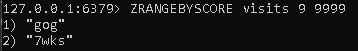 127.0.0.1:6379> ZRANGEBYSCORE visits 9 9999
1) "gog"
2) "7wks"